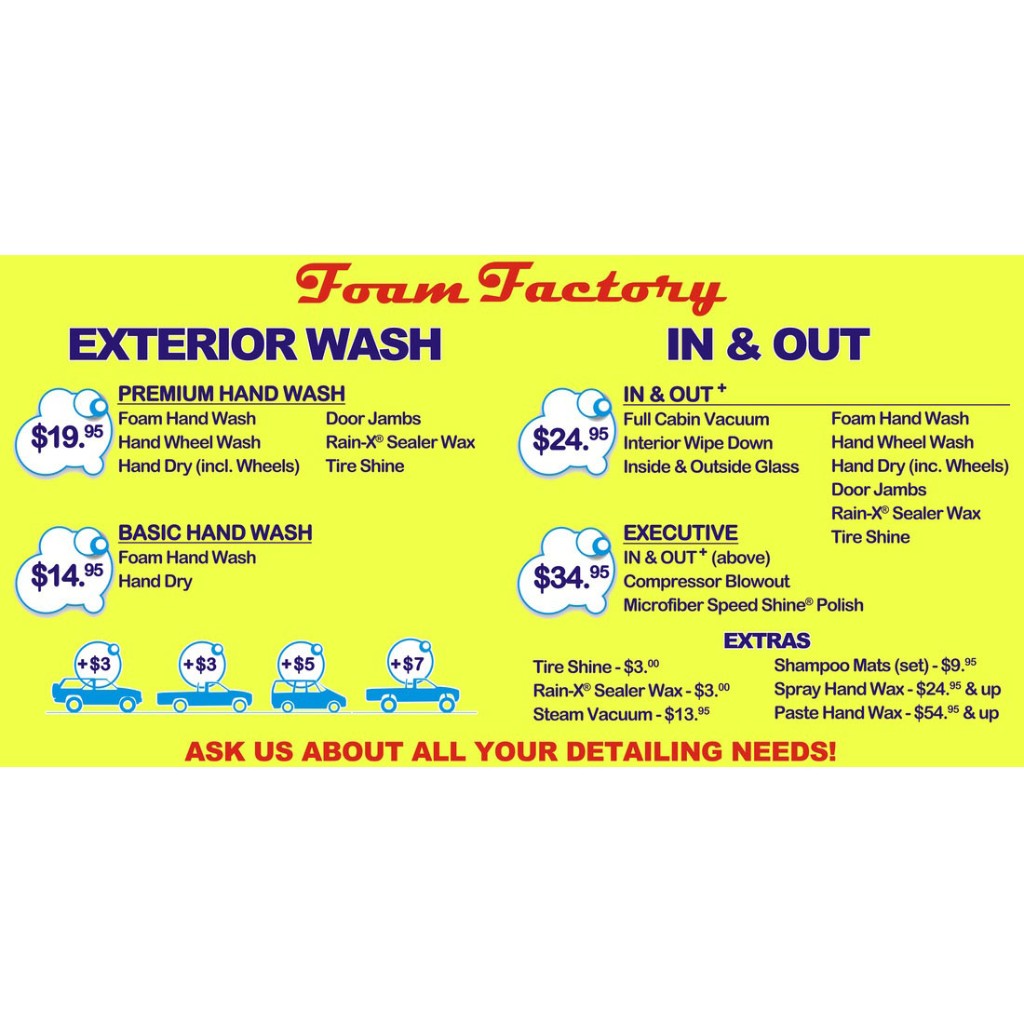 Foam Factory
EXTERIOR WASH
PREMIUM HAND WASH
$19.95
Foam Hand Wash
Hand Wheel Wash
Hand Dry (incl. Wheels)
Door Jambs
Rain-X® Sealer Wax
Tire Shine
BASIC HAND WASH
$14.95
Foam Hand Wash
Hand Dry
+$3
+$3
+$5
+$7
IN & OUT
IN & OUT+
$24.95
Full Cabin Vacuum
Interior Wipe Down
Inside & Outside Glass
Foam Hand Wash
Hand Wheel Wash
Hand Dry (inc. Wheels)
Door Jambs
Rain-X® Sealer Wax
Tire Shine
EXECUTIVE
$34.95
IN & OUT+ (above)
Compressor Blowout
Microfiber Speed Shine® Polish
EXTRAS
Tire Shine - $3.00
Rain-X® Sealer Wax - $3.00
Steam Vacuum - $13.95
Shampoo Mats (set) - $9.95
Spray Hand Wax - $24.95 & up
Paste Hand Wax - $54.95 & up
ASK US ABOUT ALL YOUR DETAILING NEEDS!